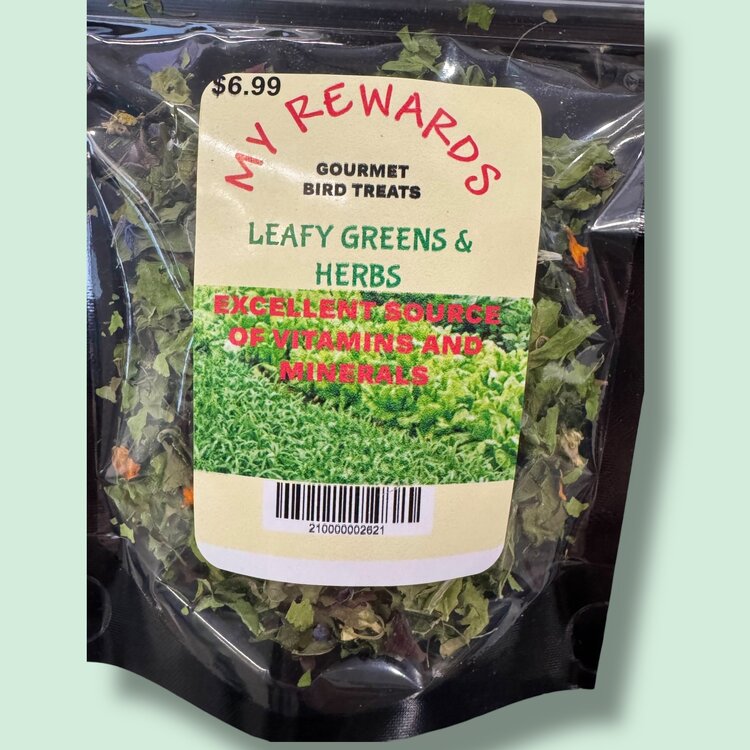 $6.99
MY REWARDS
GOURMET
BIRD TREATS
LEAFY GREENS &
HERBS
EXCELLENT SOURCE
OF VITAMINS AND
MINERALS
210000002621